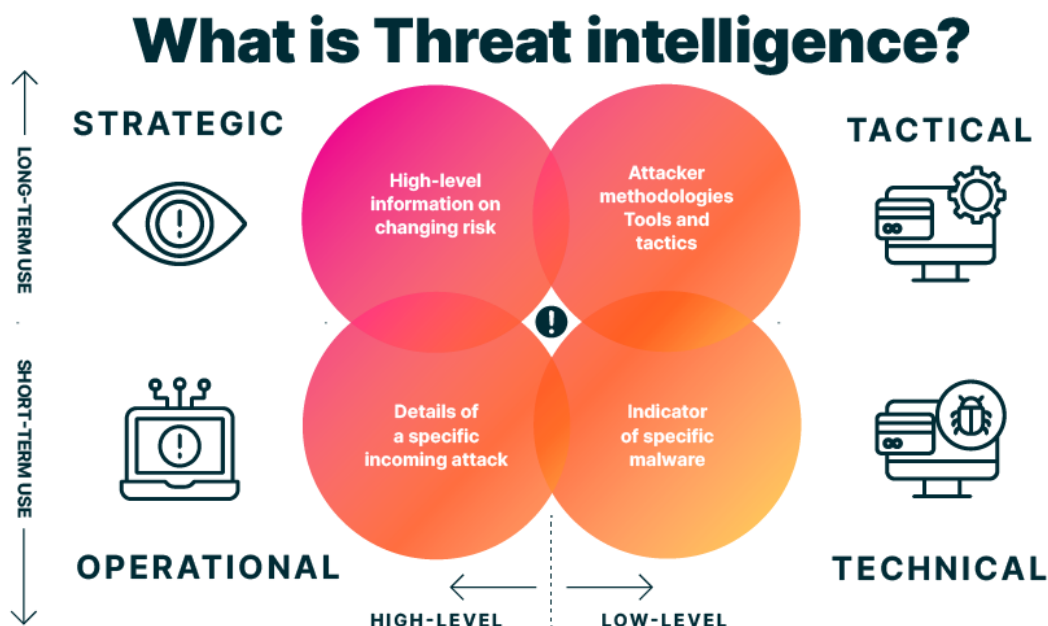 What is Threat intelligence?
STRATEGIC
TACTICAL
LONG-TERM USE
High-level
information on
changing risk
Attacker
methodologies
Tools and
tactics
SHORT-TERM USE
Details of
a specific
incoming attack
Indicator
of specific
malware
OPERATIONAL
TECHNICAL
HIGH-LEVEL
LOW-LEVEL